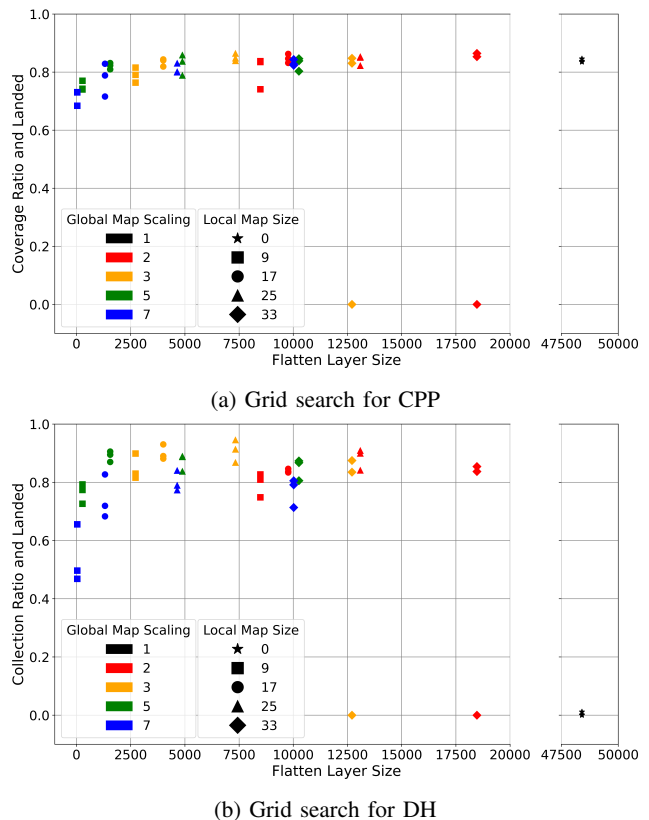 1.0
0.8
0.6
0.4
0.2
0.0
Coverage Ratio and Landed
Global Map Scaling
1
2
3
5
7
Local Map Size
0
9
17
25
33
0 2500 5000 7500 10000 12500 15000 17500 20000 47500 50000
Flatten Layer Size
(a) Grid search for CPP
1.0
0.8
0.6
0.4
0.2
0.0
Collection Ratio and Landed
Global Map Scaling
1
2
3
5
7
Local Map Size
0
9
17
25
33
0 2500 5000 7500 10000 12500 15000 17500 20000 47500 50000
Flatten Layer Size
(b) Grid search for DH